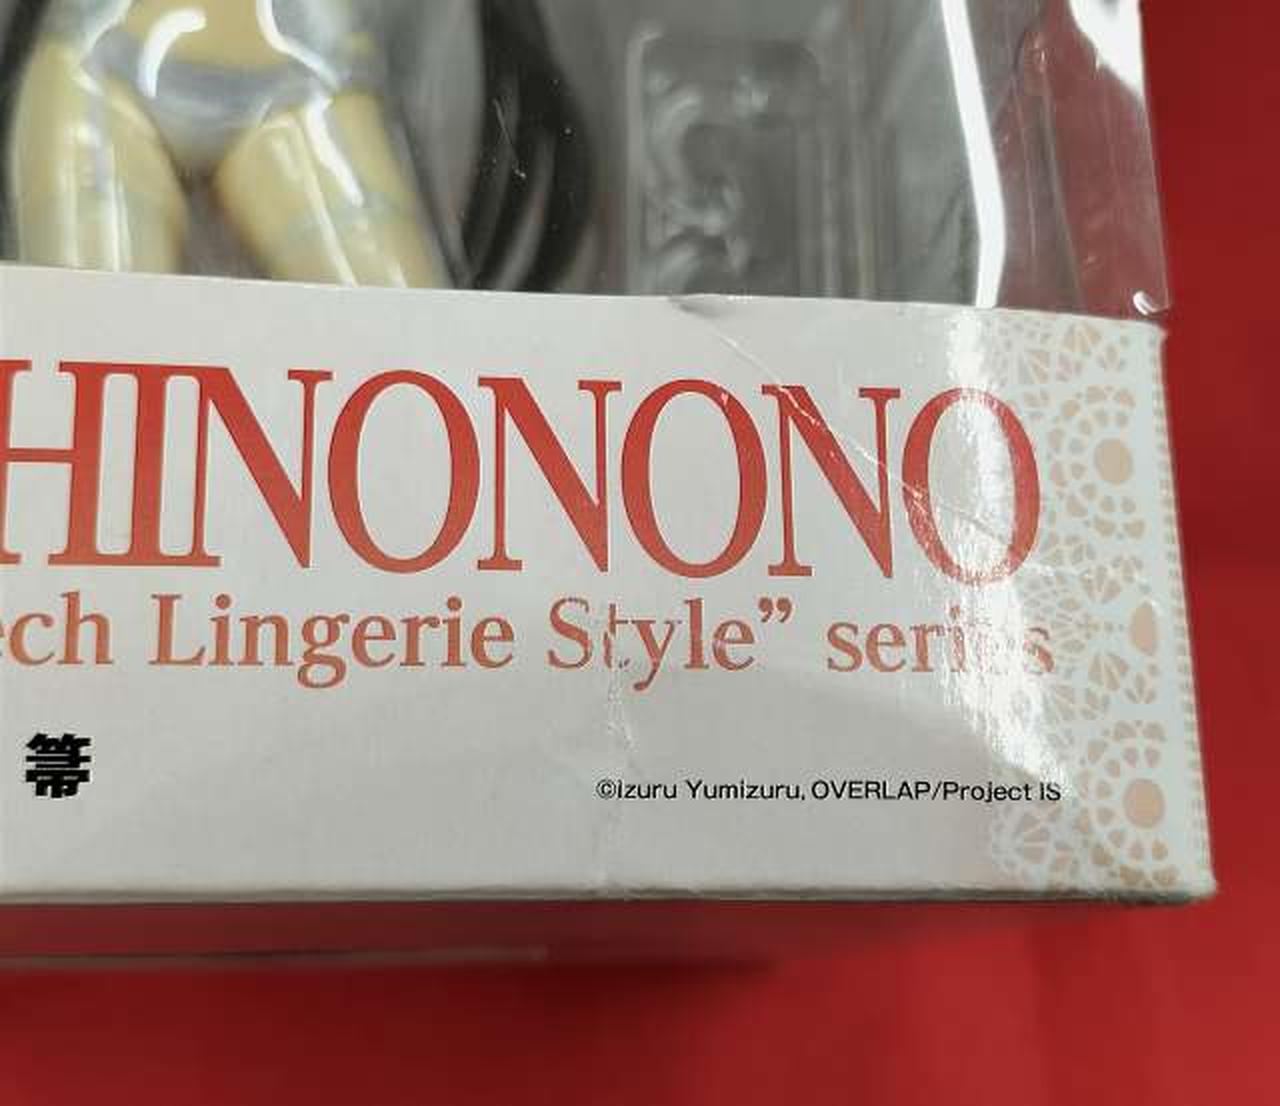 HINONONO
ech Lingerie Style” series
箒
©Izuru Yumizuru, OVERLAP/Project IS